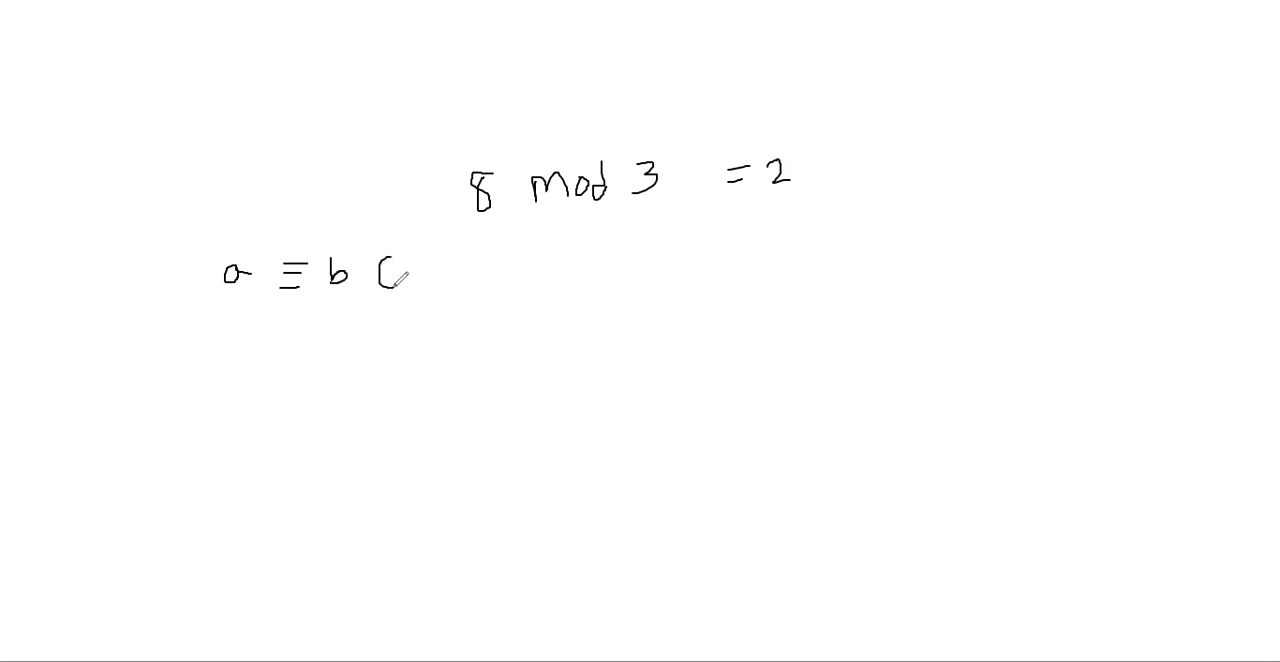 8 mod 3 = 2
a ≡ b (